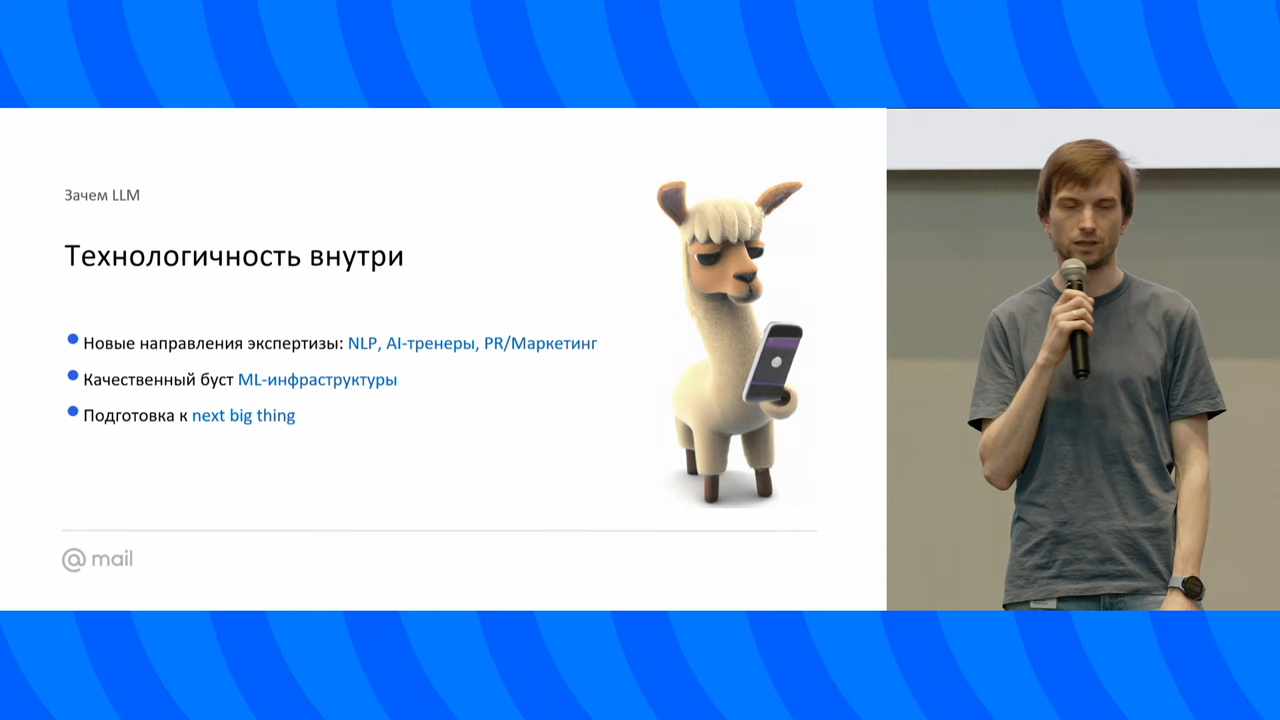 Зачем LLM
Технологичность внутри
Новые направления экспертизы: NLP, AI-тренеры, PR/Маркетинг
Качественный буст ML-инфраструктуры
Подготовка к next big thing
@ mail